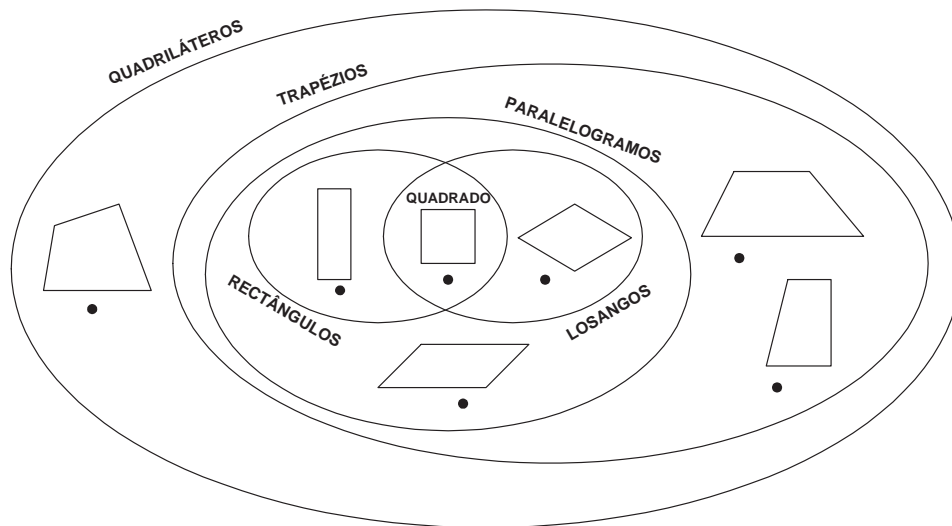 QUADRILÁTEROS
TRAPÉZIOS
PARALELOGRAMOS
QUADRADO
RECTÂNGULOS
LOSANGOS